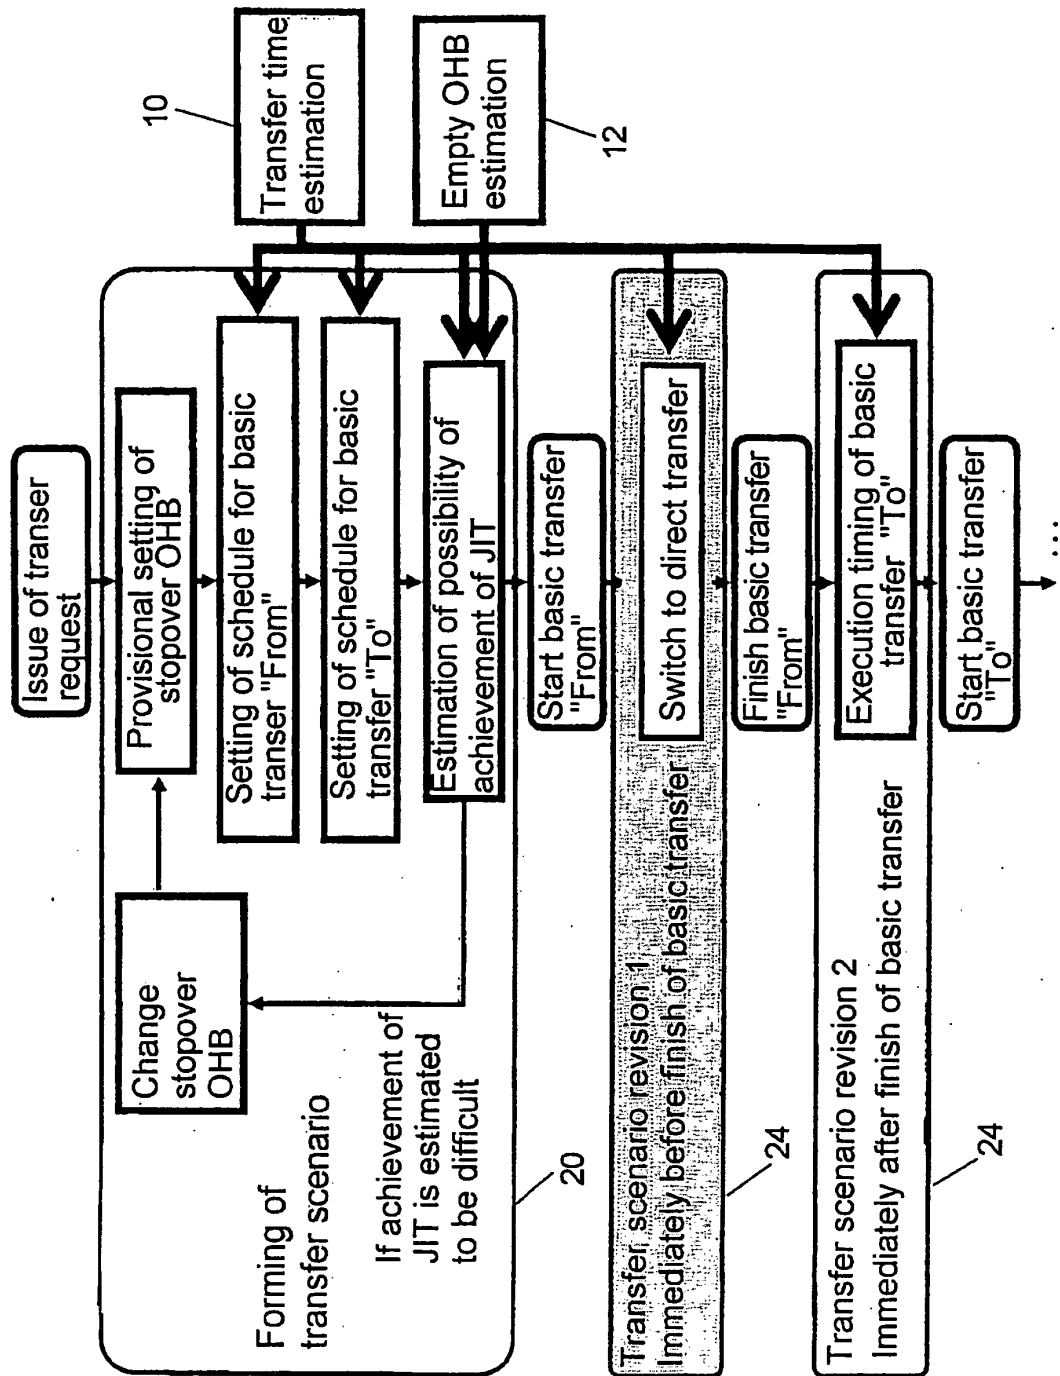 Issue of transer
request
Provisional setting of
stopover OHB
Change
stopover
OHB
Setting of schedule for basic
transer "From"
Setting of schedule for basic
transfer "To"
Estimation of possibility of
achievement of JIT
Forming of
transfer scenario
If achievement of
JIT is estimated
to be difficult
20
Transfer time
estimation
10
Empty OHB
estimation
12
Start basic transfer
"From"
Transfer scenario revision 1
Immediately before finish of basic transfer
Switch to direct transfer
24
Finish basic transfer
"From"
Transfer scenario revision 2
Immediately after finish of basic transfer
Execution timing of basic
transfer "To"
24
Start basic transfer
"To"
...